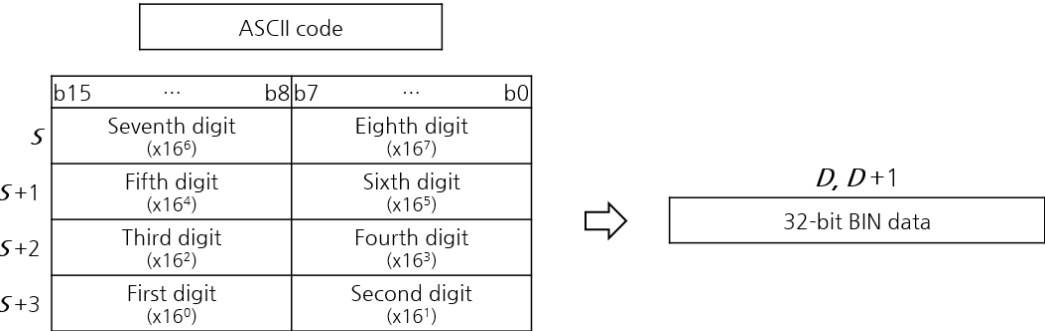 ASCII code
b15 ... b8 b7 ... b0
S Seventh digit Eighth digit
(x16⁶) (x16⁷)
S+1 Fifth digit Sixth digit
(x16⁴) (x16⁵)
D, D+1
S+2 Third digit Fourth digit
(x16²) (x16³)
32-bit BIN data
S+3 First digit Second digit
(x16⁰) (x16¹)